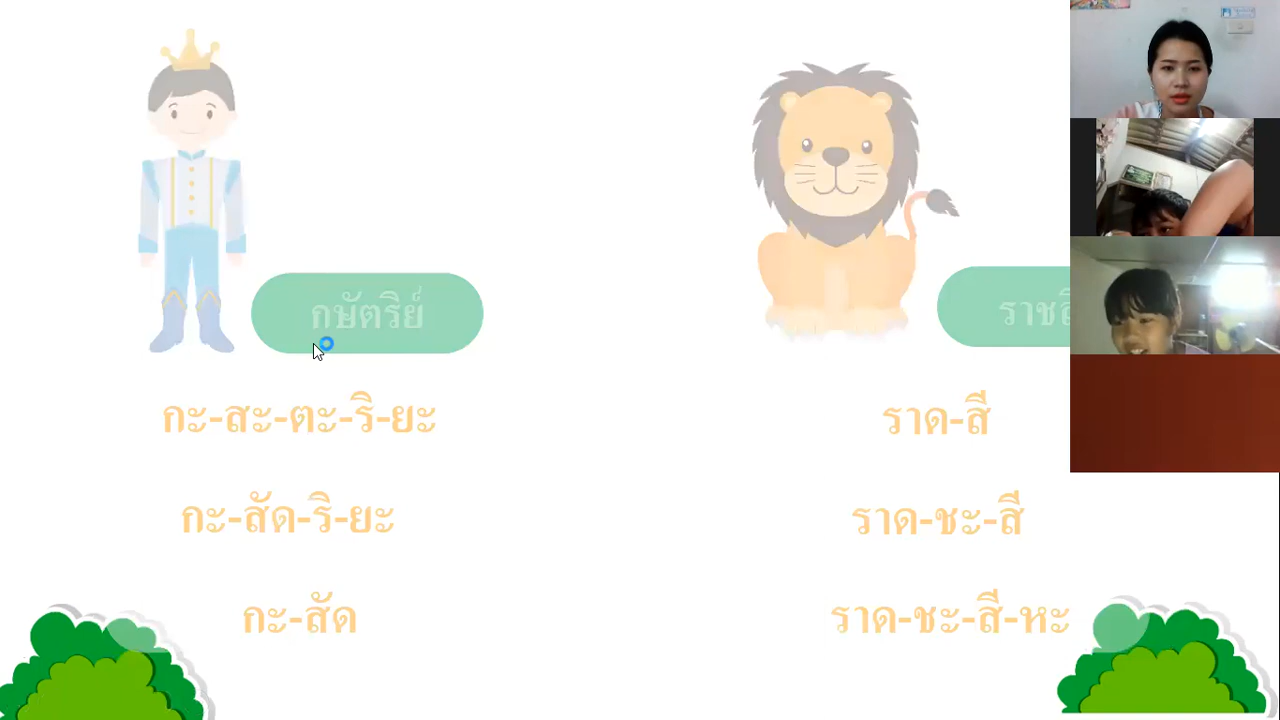 กษัตริย์
กะ-สะ-ตะ-ริ-ยะ
กะ-สัด-ริ-ยะ
กะ-สัด
ราด-สี
ราด-ชะ-สี
ราด-ชะ-สี-หะ